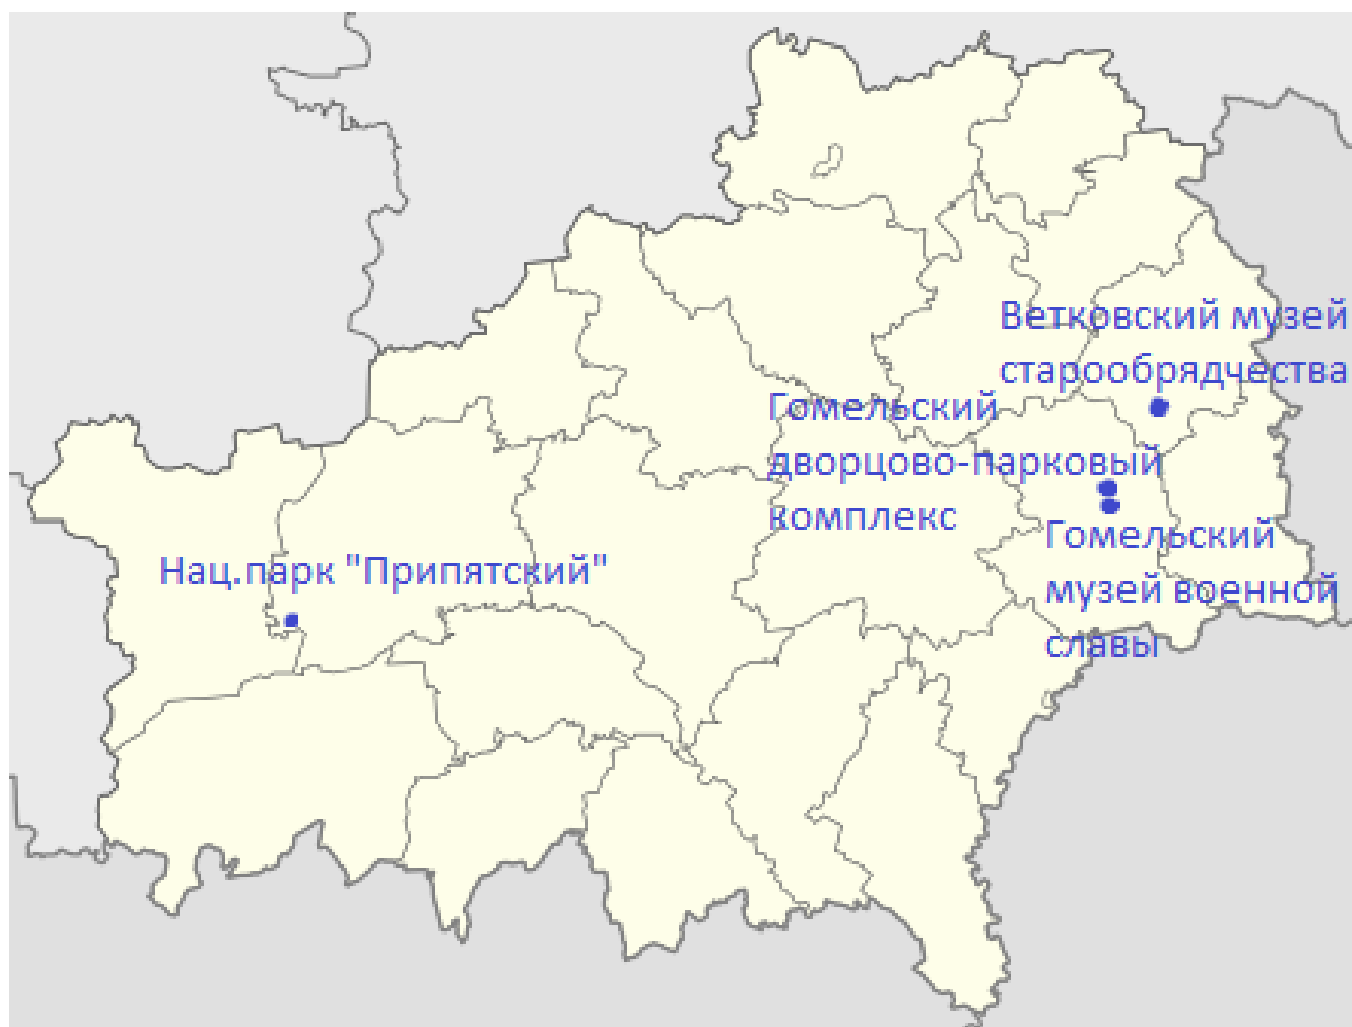 Ветковский музей
старообрядчества
Гомельский
дворцово-парковый
комплекс
Гомельский
музей военной
славы
Нац.парк "Припятский"